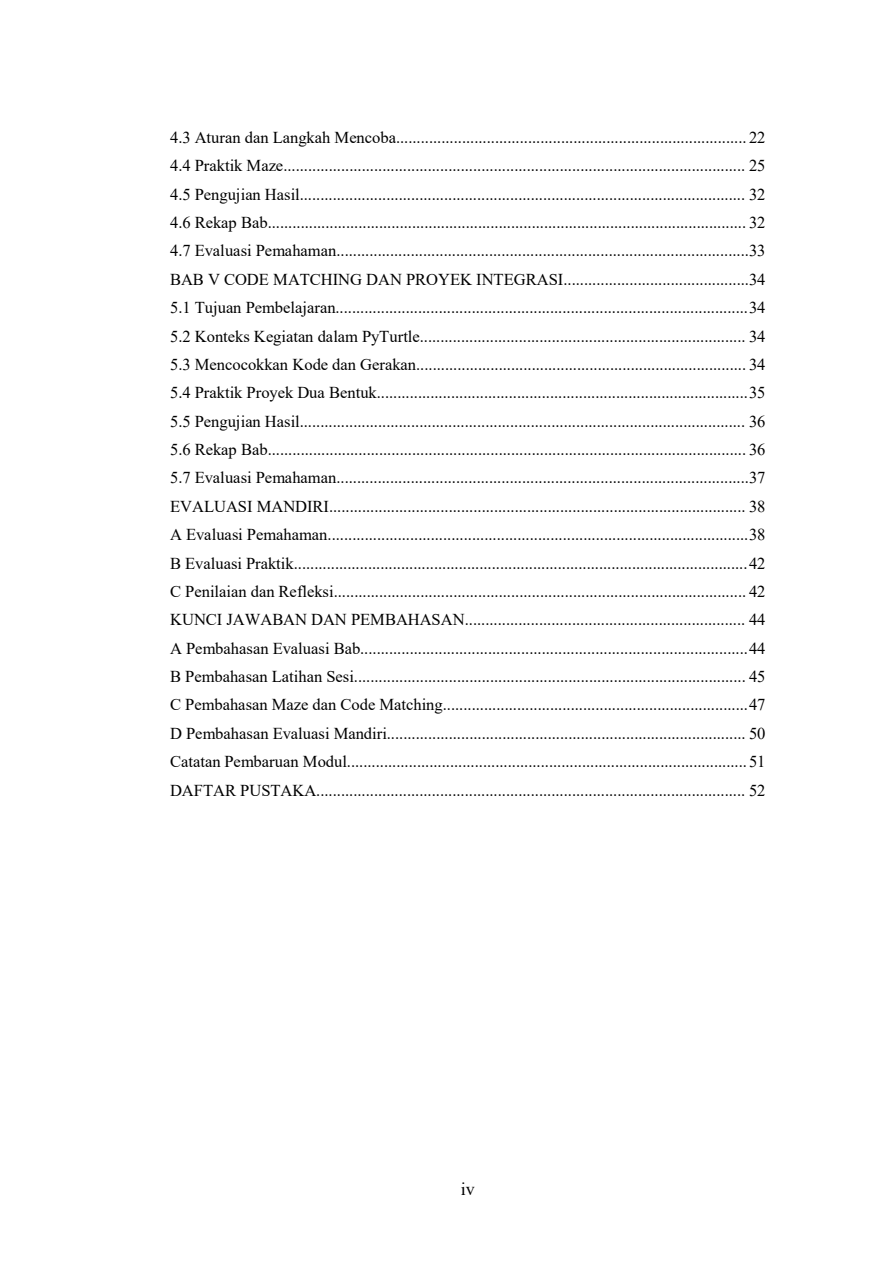 4.3 Aturan dan Langkah Mencoba........................................................................................ 22
4.4 Praktik Maze.................................................................................................................... 25
4.5 Pengujian Hasil................................................................................................................ 32
4.6 Rekap Bab........................................................................................................................ 32
4.7 Evaluasi Pemahaman.......................................................................................................33
BAB V CODE MATCHING DAN PROYEK INTEGRASI..............................................34
5.1 Tujuan Pembelajaran.......................................................................................................34
5.2 Konteks Kegiatan dalam PyTurtle.................................................................................. 34
5.3 Mencocokkan Kode dan Gerakan................................................................................... 34
5.4 Praktik Proyek Dua Bentuk.............................................................................................35
5.5 Pengujian Hasil................................................................................................................ 36
5.6 Rekap Bab........................................................................................................................ 36
5.7 Evaluasi Pemahaman.......................................................................................................37
EVALUASI MANDIRI......................................................................................................... 38
A Evaluasi Pemahaman.........................................................................................................38
B Evaluasi Praktik..................................................................................................................42
C Penilaian dan Refleksi....................................................................................................... 42
KUNCI JAWABAN DAN PEMBAHASAN...................................................................... 44
A Pembahasan Evaluasi Bab.................................................................................................44
B Pembahasan Latihan Sesi.................................................................................................. 45
C Pembahasan Maze dan Code Matching............................................................................47
D Pembahasan Evaluasi Mandiri.......................................................................................... 50
Catatan Pembaruan Modul....................................................................................................51
DAFTAR PUSTAKA............................................................................................................ 52
iv